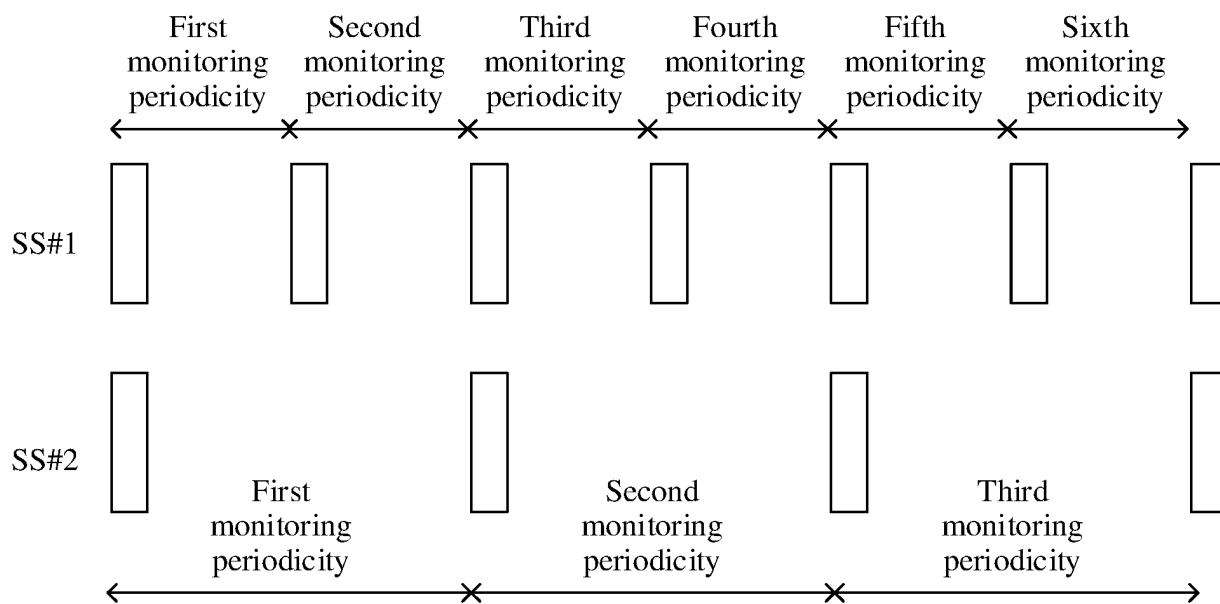 First
monitoring
periodicity
Second
monitoring
periodicity
Third
monitoring
periodicity
Fourth
monitoring
periodicity
Fifth
monitoring
periodicity
Sixth
monitoring
periodicity
SS#1
SS#2
First
monitoring
periodicity
Second
monitoring
periodicity
Third
monitoring
periodicity